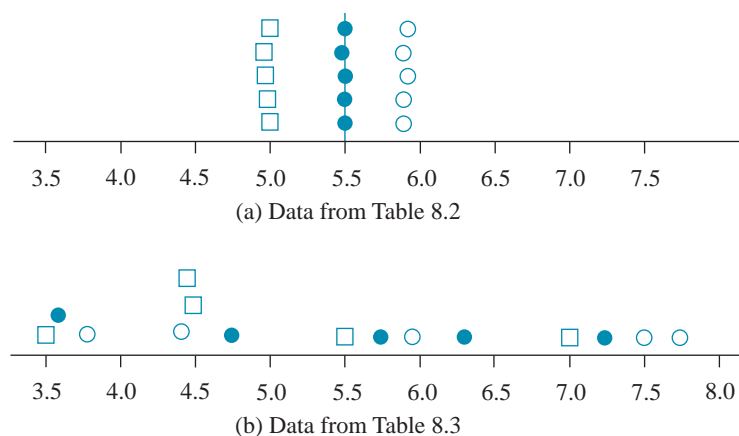 3.5 4.0 4.5 5.0 5.5 6.0 6.5 7.0 7.5
(a) Data from Table 8.2
3.5 4.0 4.5 5.0 5.5 6.0 6.5 7.0 7.5 8.0
(b) Data from Table 8.3